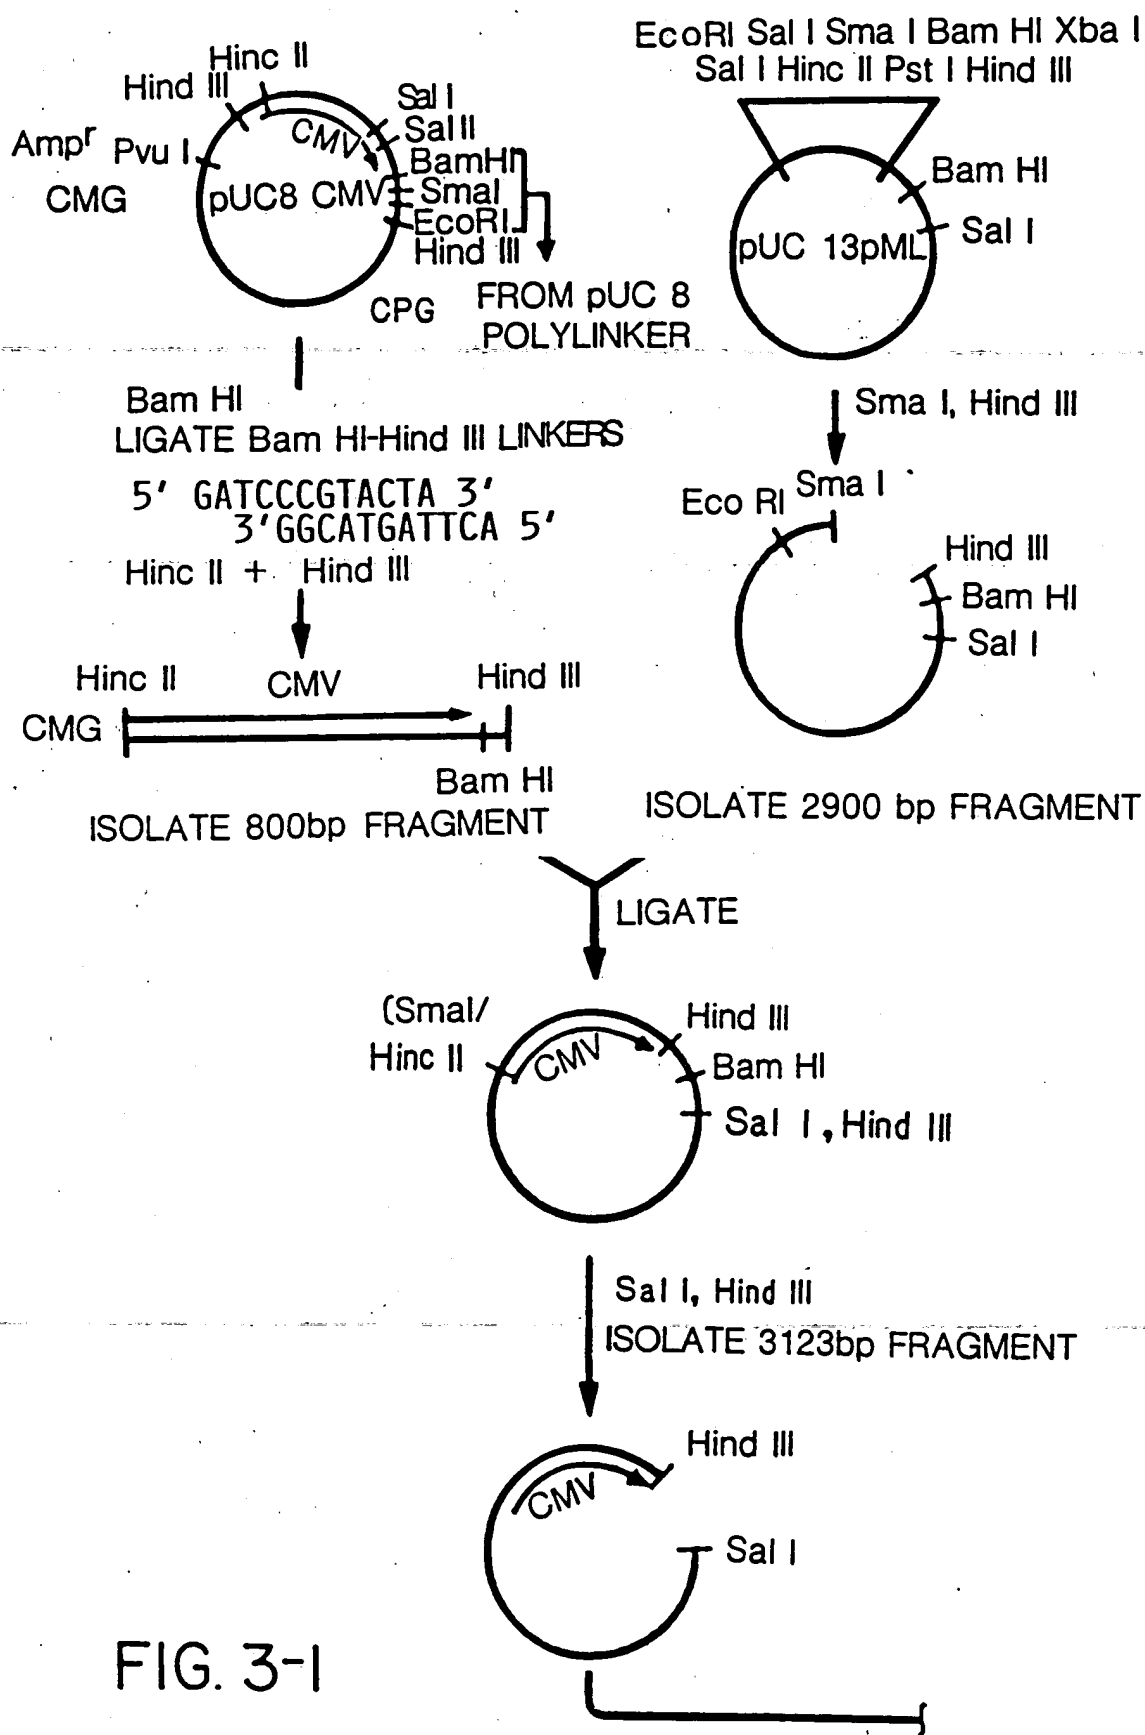 Hinc II
Hind III
Ampr Pvu I
CMG
CMV
pUC8 CMV
Sal I
Sal II
BamHI
SmaI
EcoRI
Hind III
CPG
FROM pUC 8
POLYLINKER
EcoRI Sal I Sma I Bam HI Xba I
Sal I Hinc II Pst I Hind III
Bam HI
Sal I
pUC 13pML
Bam HI
LIGATE Bam HI-Hind III LINKERS
5' GATCCCGTACTA 3'
3'GGCATGATTCA 5'
Hinc II + Hind III
Sma I, Hind III
Eco RI
Sma I
Hind III
Bam HI
Sal I
Hinc II
CMV
Hind III
CMG
Bam HI
ISOLATE 800bp FRAGMENT
ISOLATE 2900 bp FRAGMENT
LIGATE
(SmaI/
Hinc II
CMV
Hind III
Bam HI
Sal I, Hind III
Sal I, Hind III
ISOLATE 3123bp FRAGMENT
Hind III
CMV
Sal I
FIG. 3-1